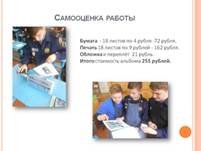 САМООЦЕНКА РАБОТЫ
Бумага - 18 листов по 4 рубля -72 рубля.
Печать 18 листов по 9 рублей - 162 рубля.
Обложка и переплёт 21 рубль.
Итого стоимость альбома 255 рублей.